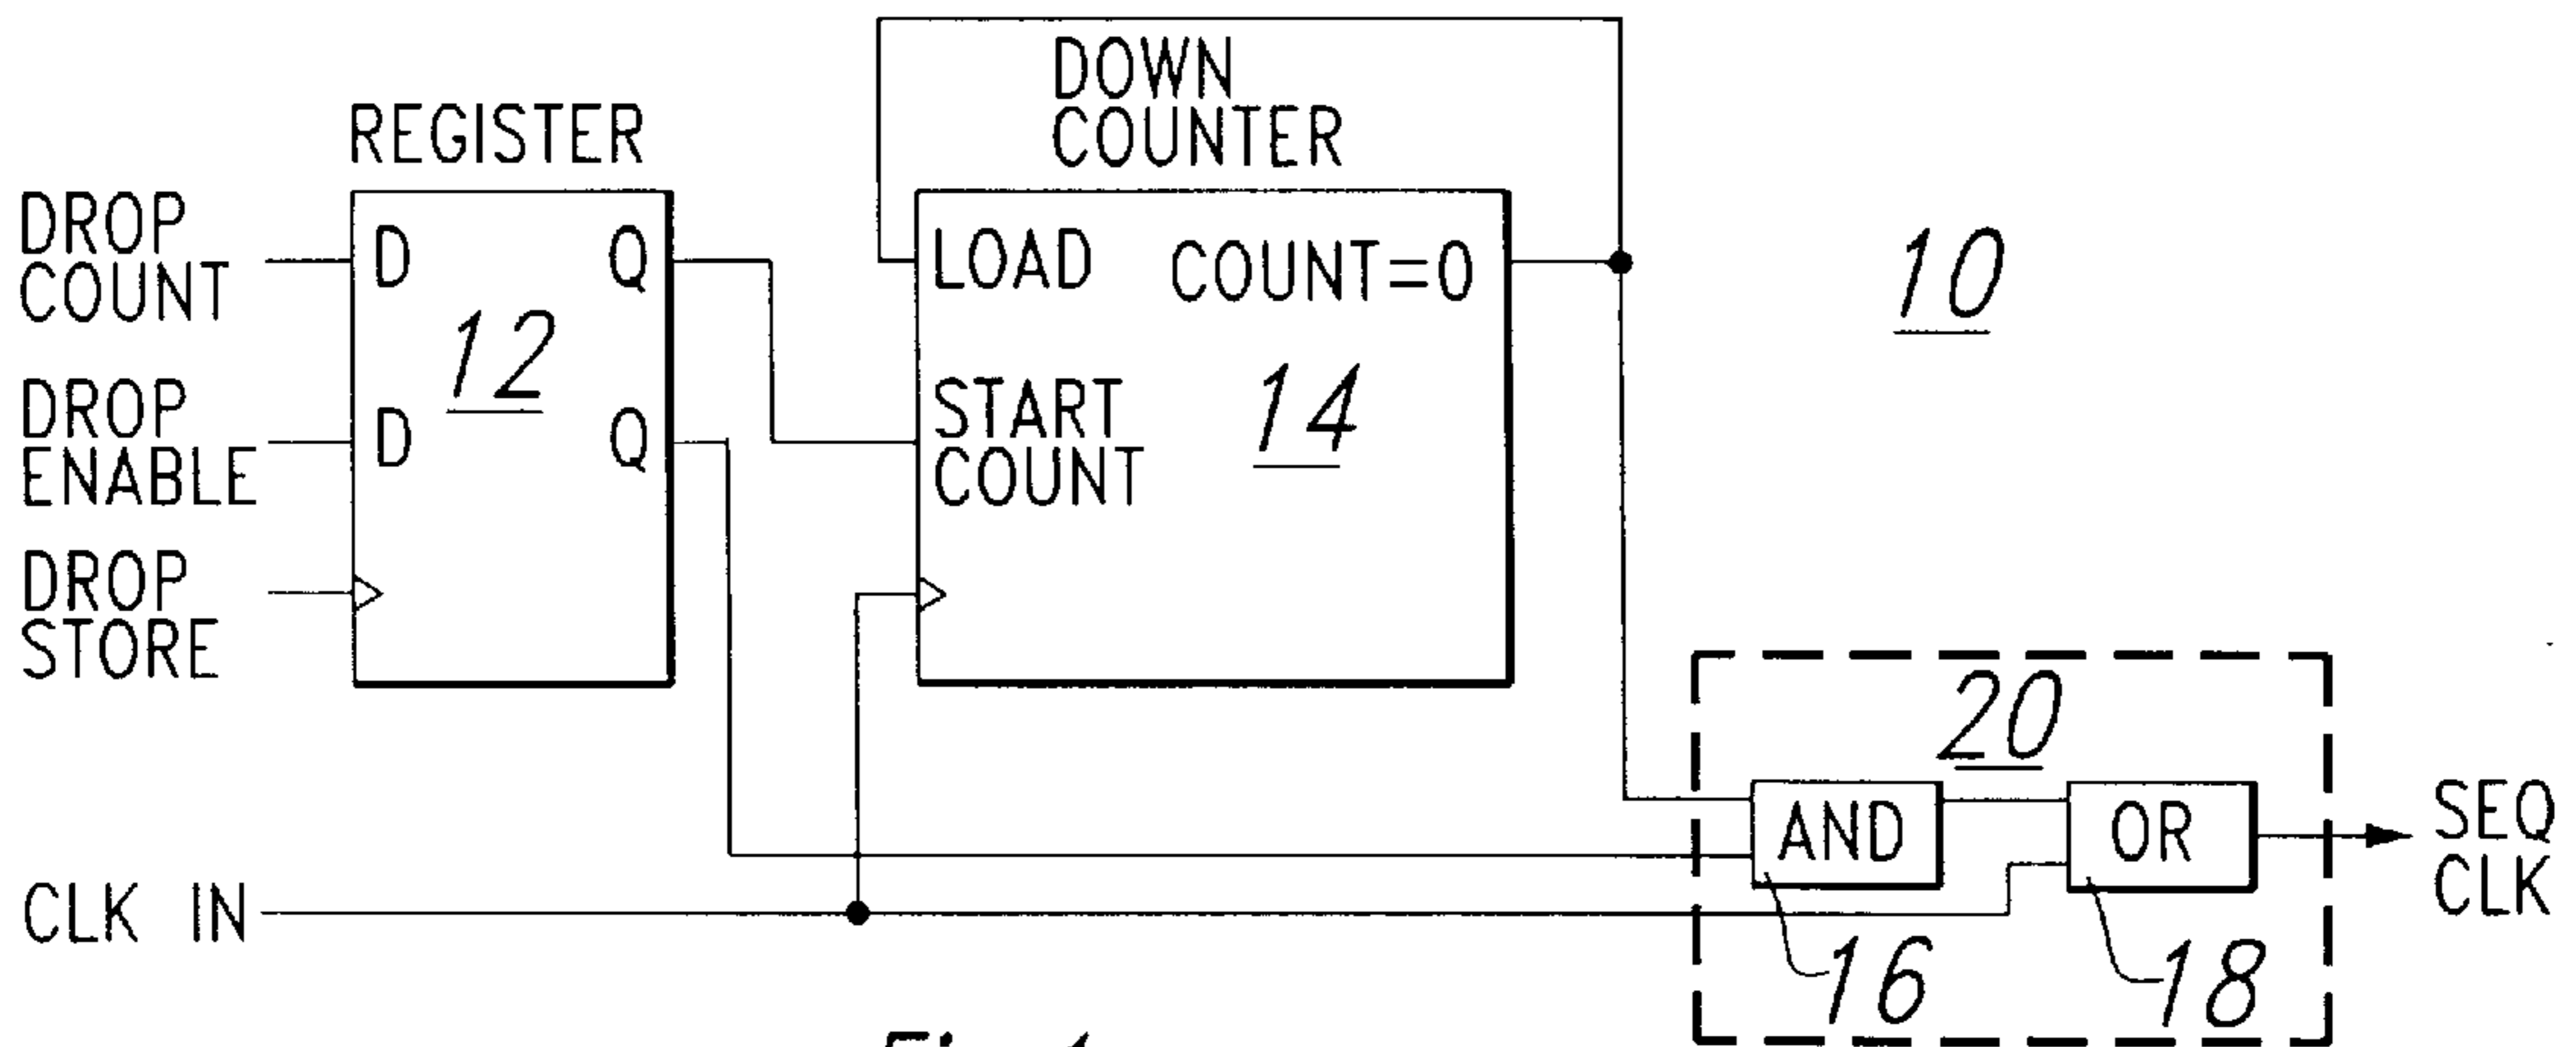 DOWN
COUNTER
REGISTER
DROP
COUNT
D
Q
LOAD
COUNT=0
10
12
DROP
ENABLE
D
Q
START
COUNT
14
DROP
STORE
20
AND
OR
SEQ
CLK
CLK IN
16
18